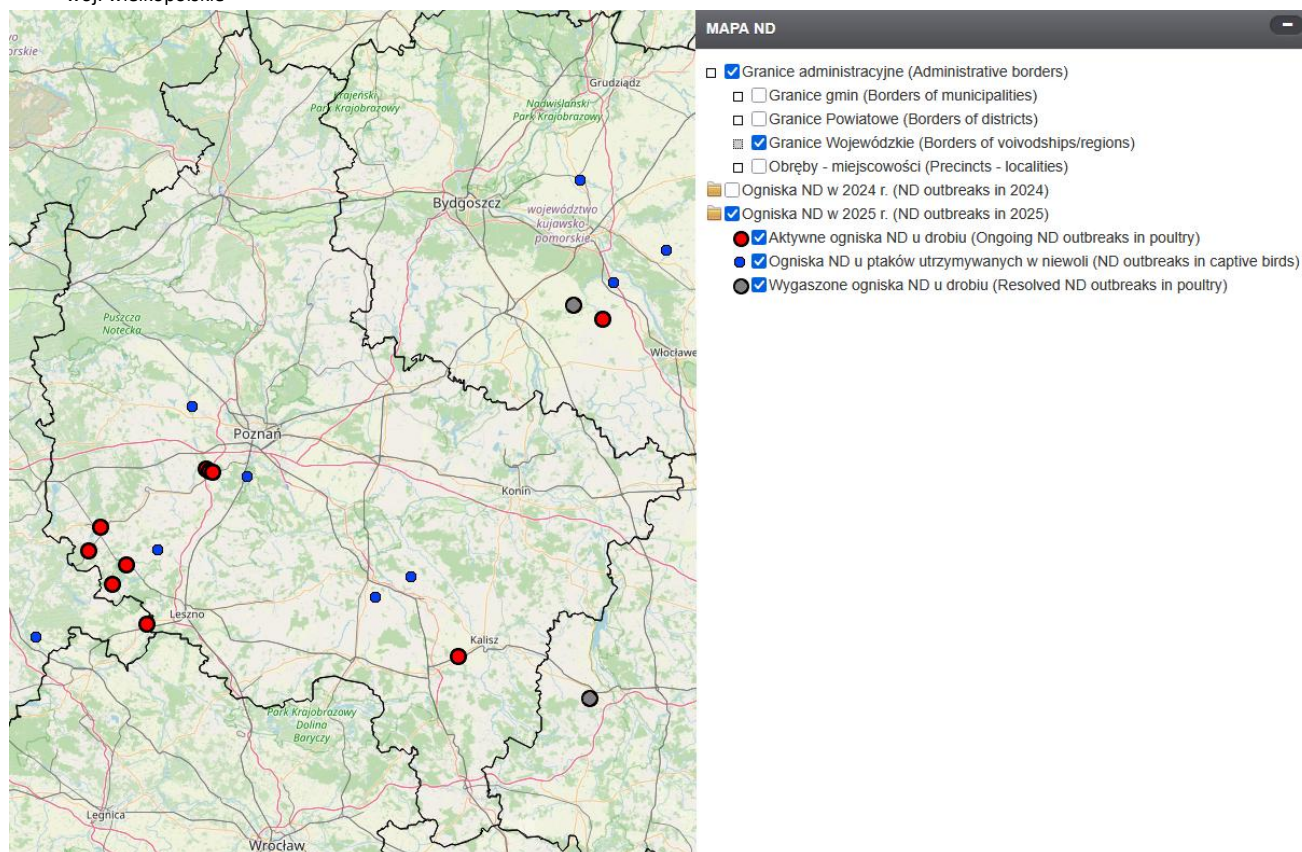 woj. wielkopolskie
MAPA ND
Granice administracyjne (Administrative borders)
Granice gmin (Borders of municipalities)
Granice Powiatowe (Borders of districts)
Granice Wojewódzkie (Borders of voivodships/regions)
Obręby - miejscowości (Precincts - localities)
Ogniska ND w 2024 r. (ND outbreaks in 2024)
Ogniska ND w 2025 r. (ND outbreaks in 2025)
Aktywne ogniska ND u drobiu (Ongoing ND outbreaks in poultry)
Ogniska ND u ptaków utrzymywanych w niewoli (ND outbreaks in captive birds)
Wygaszone ogniska ND u drobiu (Resolved ND outbreaks in poultry)
orskie
Grudziądz
Krajeński
Park Krajobrazowy
Nadwiślański
Park Krajobrazowy
Bydgoszcz
województwo
kujawsko-
pomorskie
Puszcza
Notecka
Włocławe
Poznań
Konin
Leszno
Kalisz
Park Krajobrazowy
Dolina
Baryczy
Legnica
Wrocław